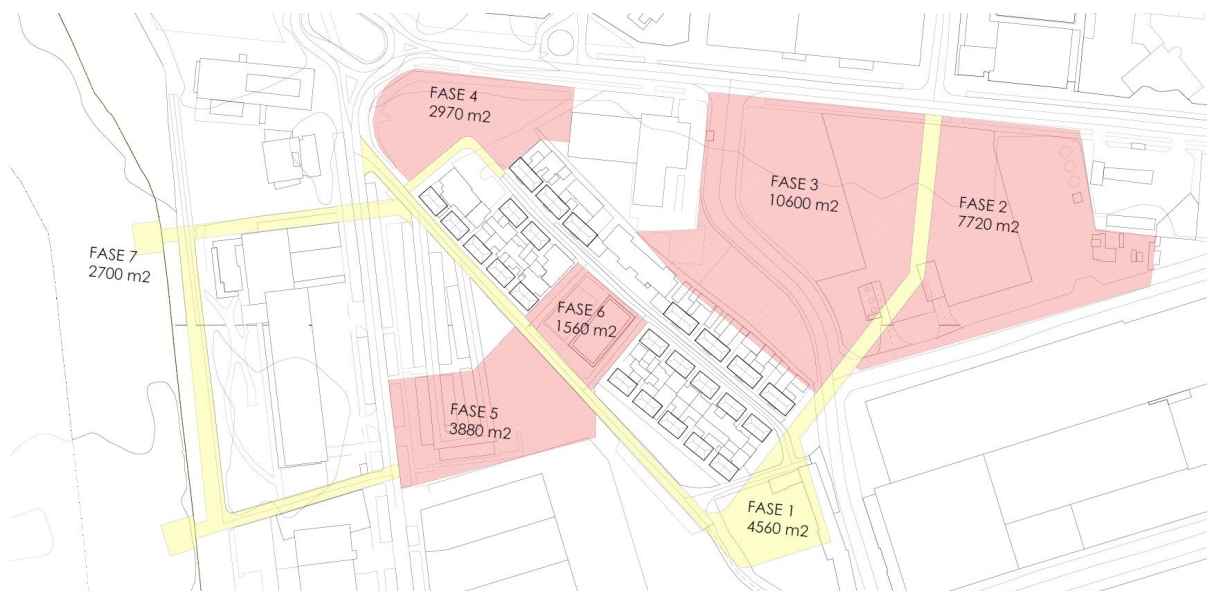 FASE 4
2970 m2
FASE 3
10600 m2
FASE 2
7720 m2
FASE 7
2700 m2
FASE 6
1560 m2
FASE 5
3880 m2
FASE 1
4560 m2